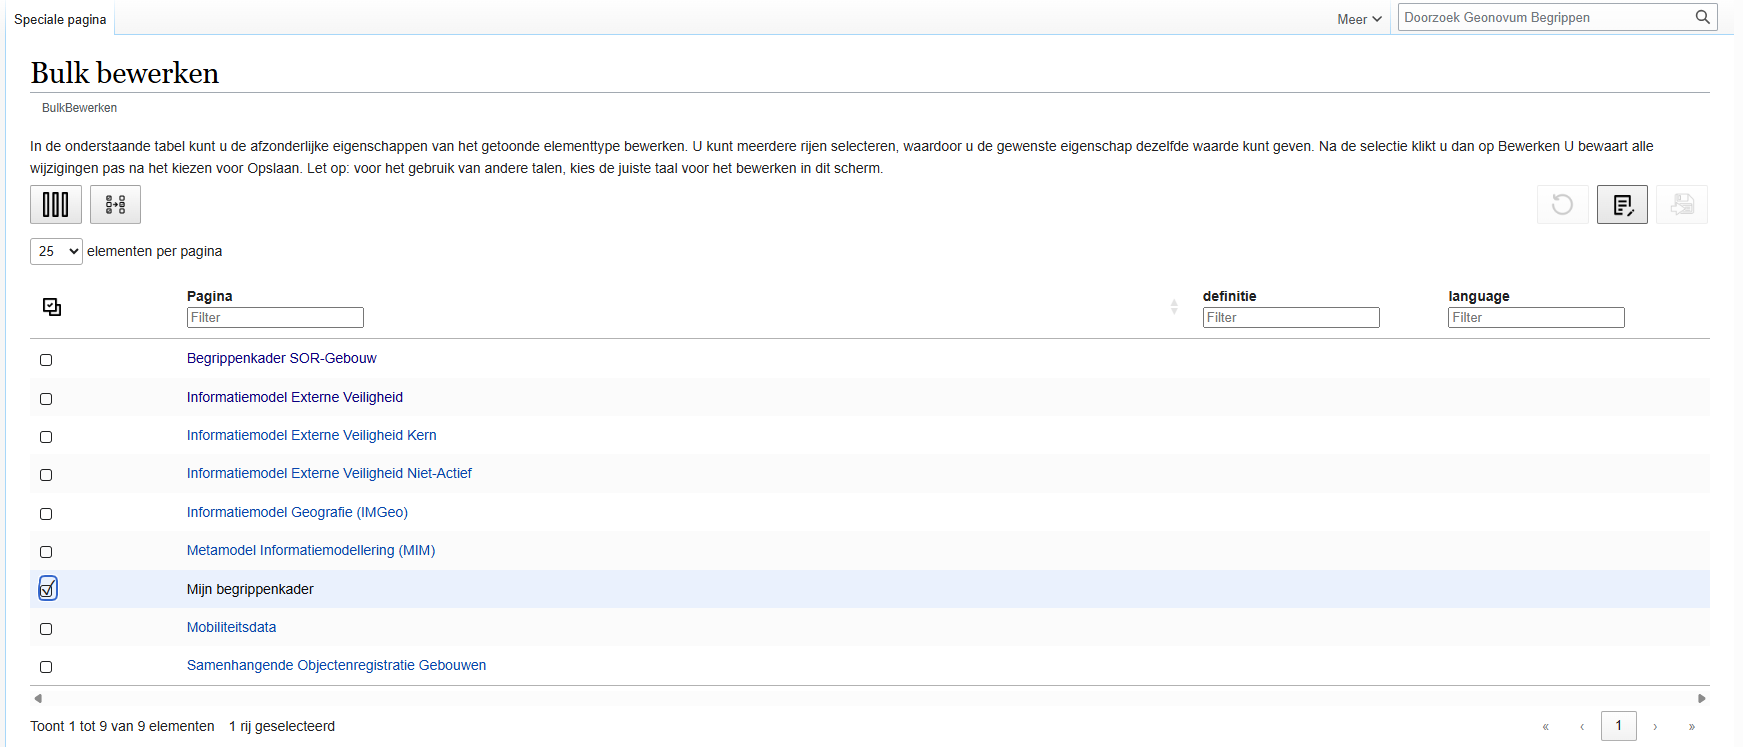 Speciale pagina
Meer
Doorzoek Geonovum Begrippen
Bulk bewerken
BulkBewerken
In de onderstaande tabel kunt u de afzonderlijke eigenschappen van het getoonde elementtype bewerken. U kunt meerdere rijen selecteren, waardoor u de gewenste eigenschap dezelfde waarde kunt geven. Na de selectie klikt u dan op Bewerken U bewaart alle
wijzigingen pas na het kiezen voor Opslaan. Let op: voor het gebruik van andere talen, kies de juiste taal voor het bewerken in dit scherm.
25 elementen per pagina
Pagina definitie language
Filter Filter Filter
Begrippenkader SOR-Gebouw
Informatiemodel Externe Veiligheid
Informatiemodel Externe Veiligheid Kern
Informatiemodel Externe Veiligheid Niet-Actief
Informatiemodel Geografie (IMGeo)
Metamodel Informatiemodellering (MIM)
Mijn begrippenkader
Mobiliteitsdata
Samenhangende Objectenregistratie Gebouwen
Toont 1 tot 9 van 9 elementen 1 rij geselecteerd
« ‹ 1 › »